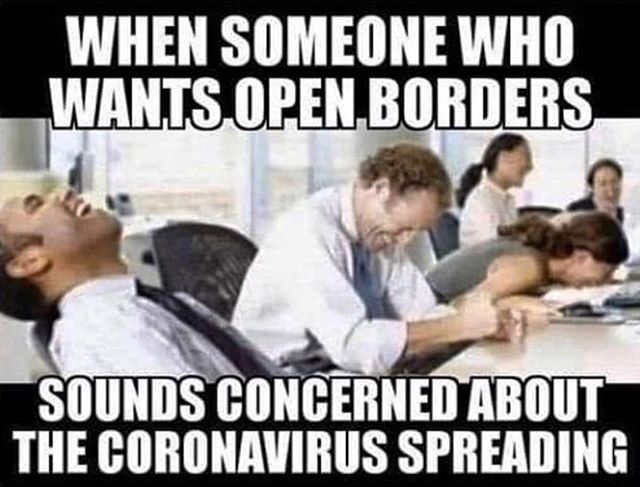 WHEN SOMEONE WHO
WANTS OPEN BORDERS
SOUNDS CONCERNED ABOUT
THE CORONAVIRUS SPREADING